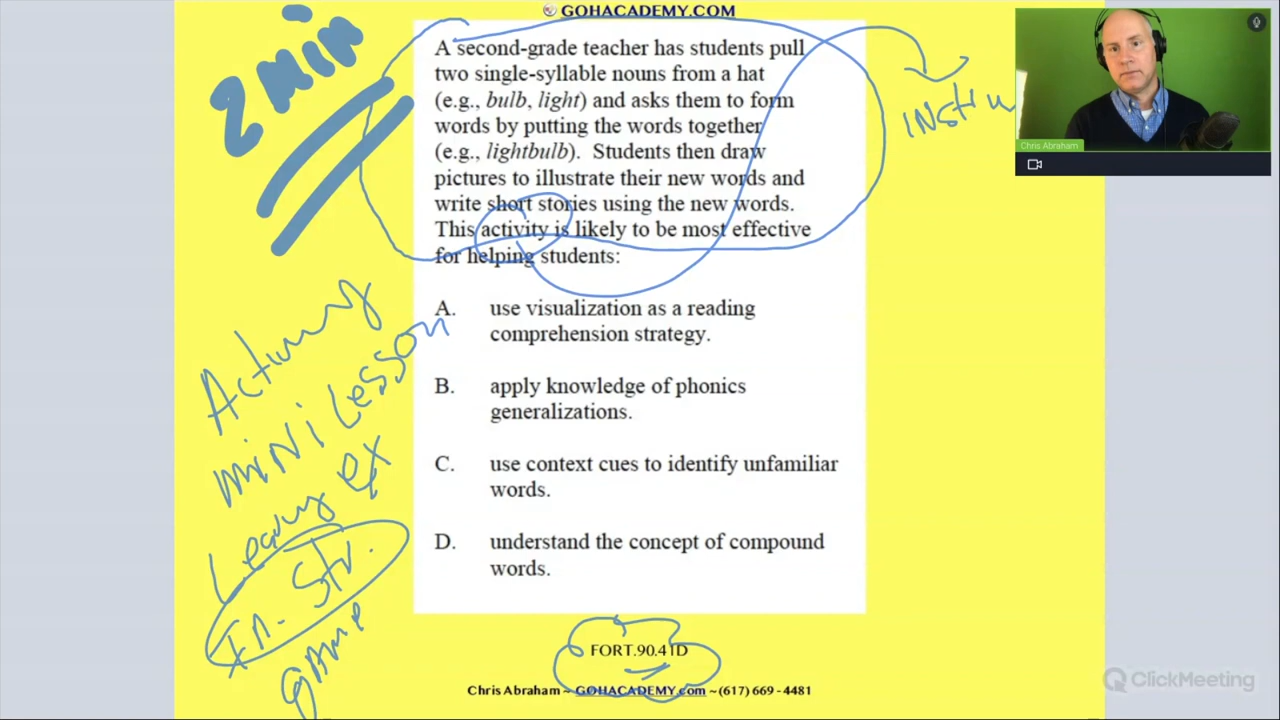 GOHACADEMY.COM
A second-grade teacher has students pull
two single-syllable nouns from a hat
(e.g., bulb, light) and asks them to form
words by putting the words together
(e.g., lightbulb). Students then draw
pictures to illustrate their new words and
write short stories using the new words.
This activity is likely to be most effective
for helping students:
A. use visualization as a reading
comprehension strategy.
B. apply knowledge of phonics
generalizations.
C. use context cues to identify unfamiliar
words.
D. understand the concept of compound
words.
FORT.90.41D
Chris Abraham ~ GOHACADEMY.com ~(617) 669 - 4481
2 min
Activity
mini Lesson
In. Str.
game
Chris Abraham
ClickMeeting